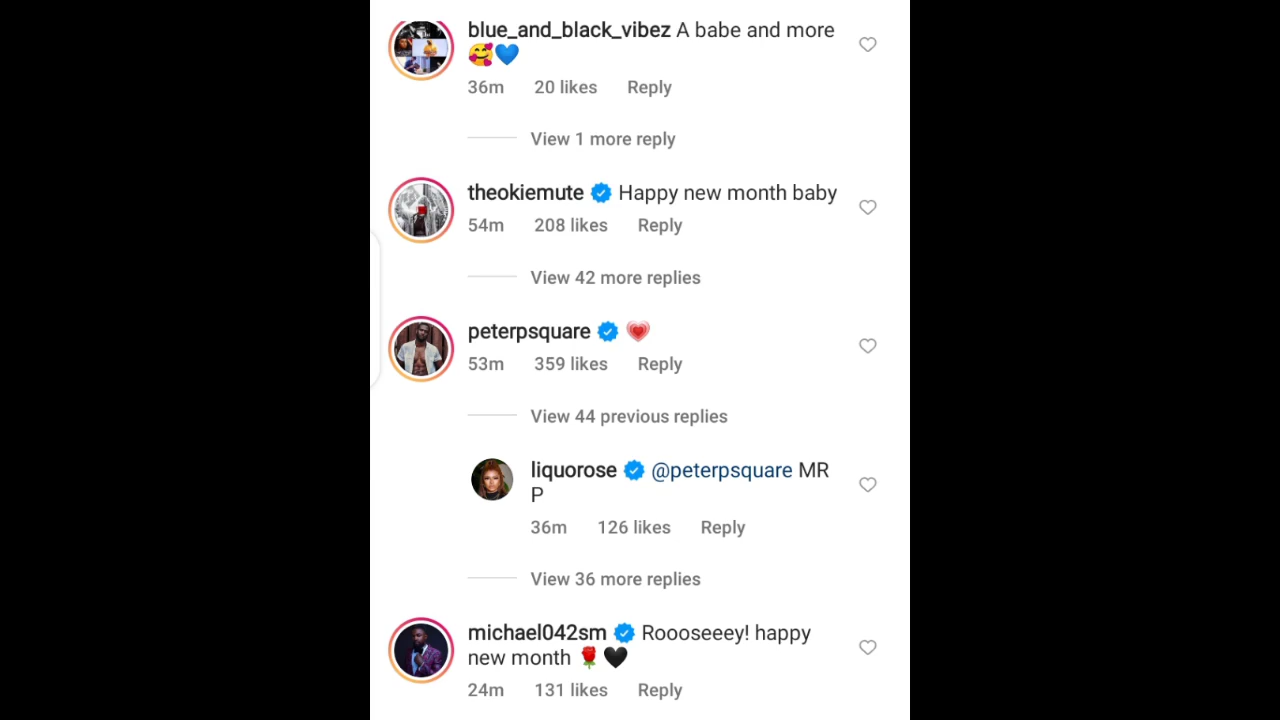 blue_and_black_vibez A babe and more
🥰💙
36m 20 likes Reply
View 1 more reply
theokiemute Happy new month baby
54m 208 likes Reply
View 42 more replies
peterpsquare 💗
53m 359 likes Reply
View 44 previous replies
liquorose @peterpsquare MR
P
36m 126 likes Reply
View 36 more replies
michael042sm Roooseeey! happy
new month 🌹🖤
24m 131 likes Reply